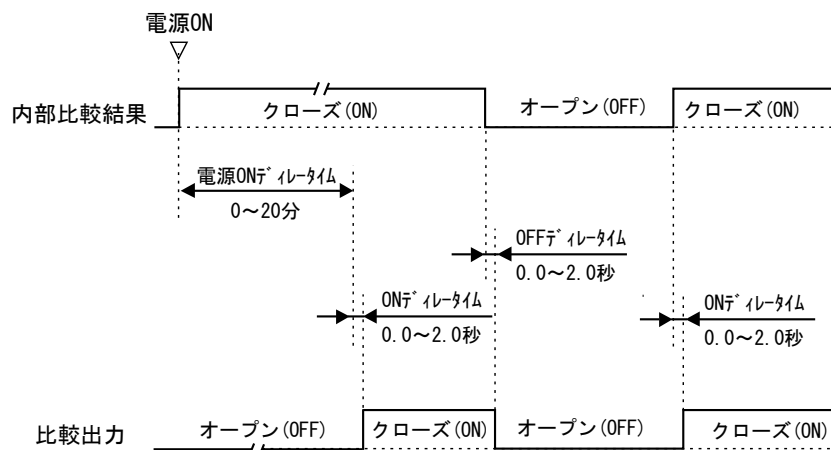 電源ON
内部比較結果
クローズ(ON)
オープン(OFF)
クローズ(ON)
電源ONディレータイム
0～20分
OFFディレータイム
0.0～2.0秒
ONディレータイム
0.0～2.0秒
ONディレータイム
0.0～2.0秒
比較出力
オープン(OFF)
クローズ(ON)
オープン(OFF)
クローズ(ON)